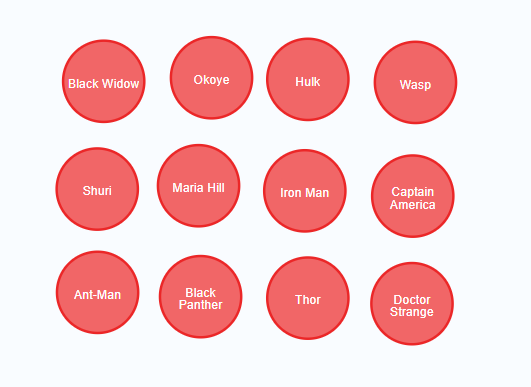 Black Widow
Okoye
Hulk
Wasp
Shuri
Maria Hill
Iron Man
Captain
America
Ant-Man
Black
Panther
Thor
Doctor
Strange